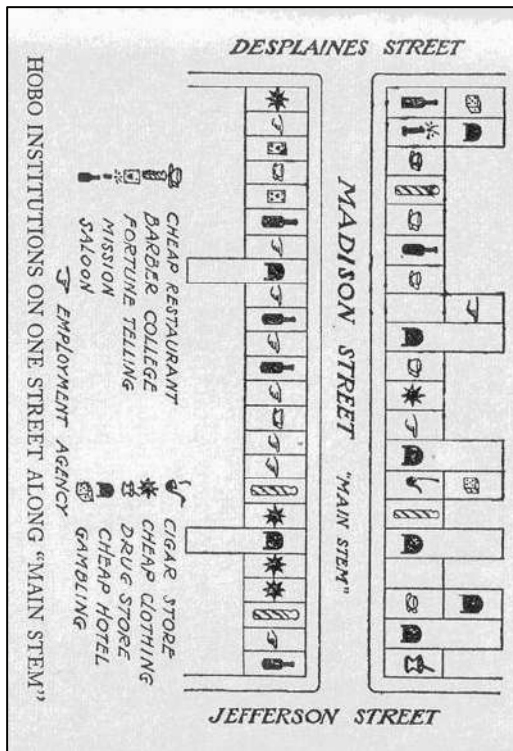 DESPLAINES STREET
MADISON STREET "MAIN STEM"
JEFFERSON STREET
CHEAP RESTAURANT
BARBER COLLEGE
FORTUNE TELLING
MISSION
SALOON
EMPLOYMENT AGENCY
CIGAR STORE
CHEAP CLOTHING
DRUG STORE
CHEAP HOTEL
GAMBLING
HOBO INSTITUTIONS ON ONE STREET ALONG "MAIN STEM"